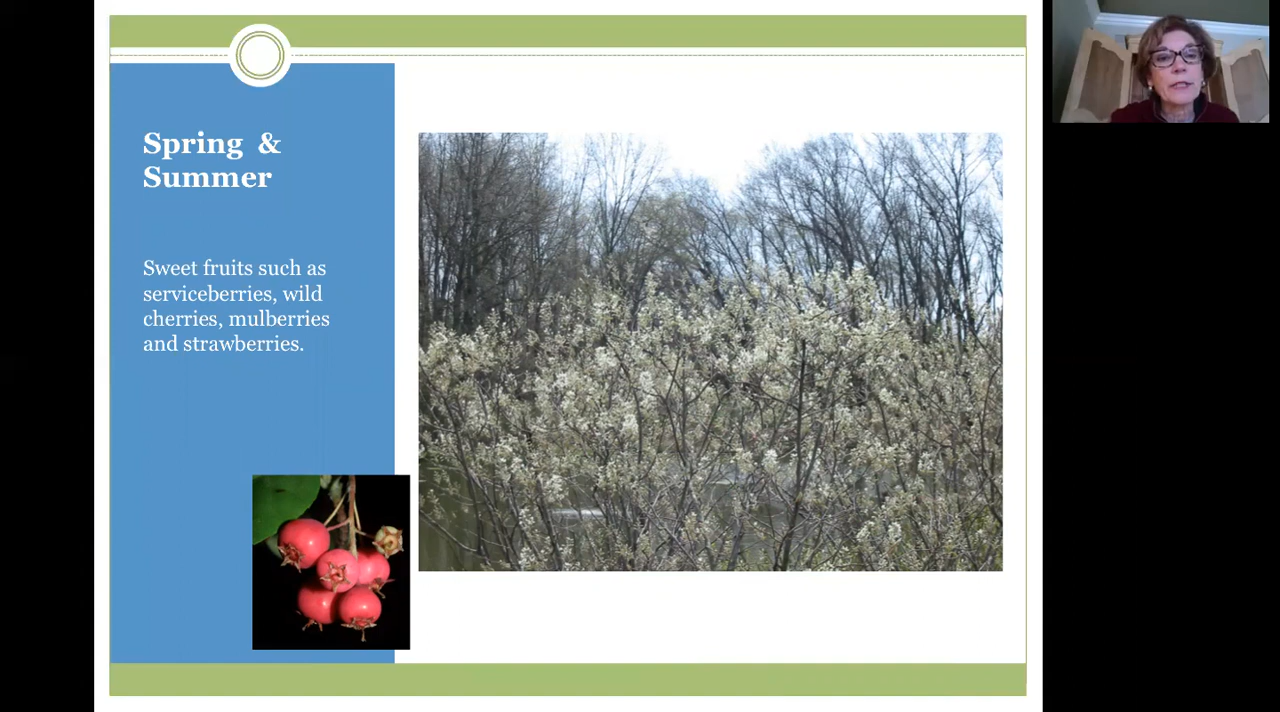 Spring & 
Summer
Sweet fruits such as
serviceberries, wild
cherries, mulberries
and strawberries.